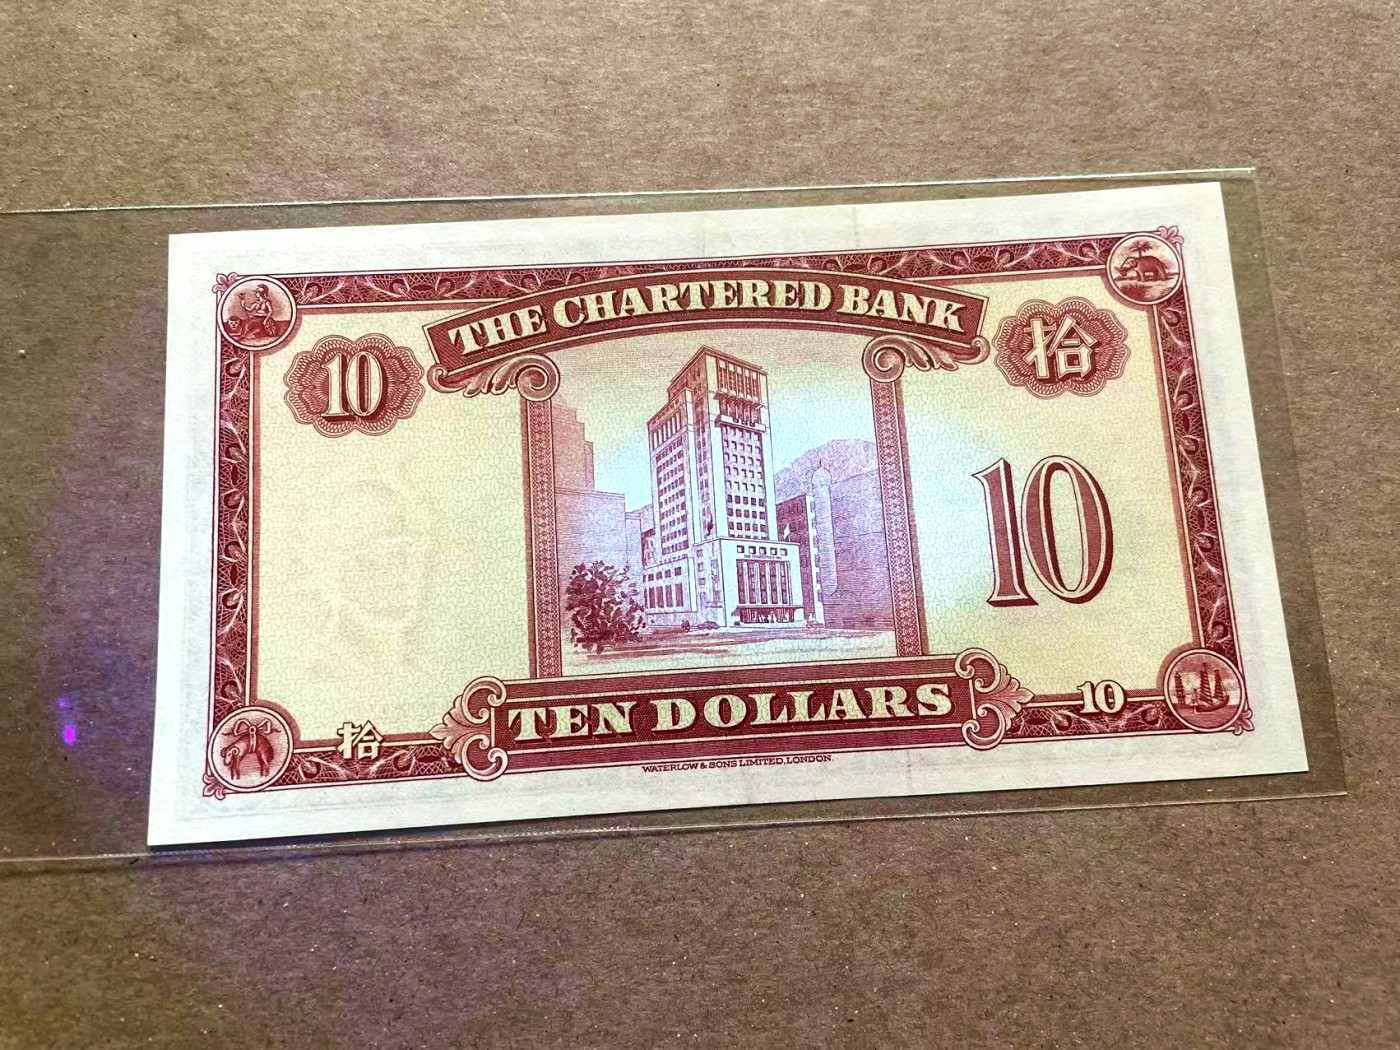 THE CHARTERED BANK
10
拾
10
TEN DOLLARS
拾
10
WATERLOW & SONS LIMITED, LONDON.